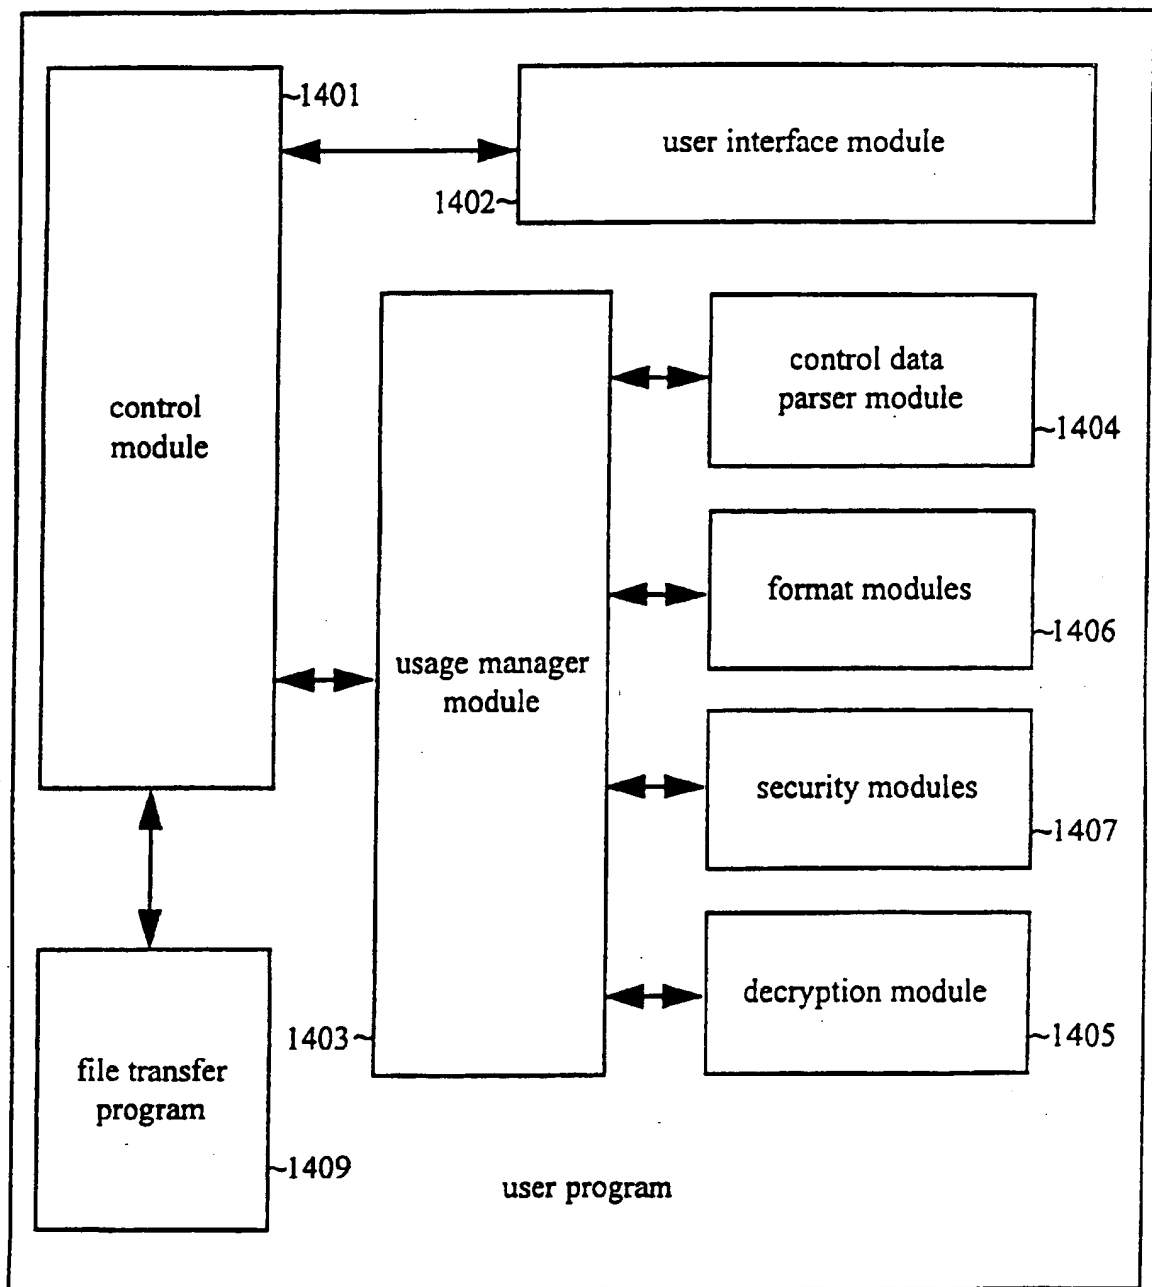 ~1401
user interface module
1402~
control
module
control data
parser module
~1404
format modules
~1406
usage manager
module
security modules
~1407
decryption module
~1405
1403~
file transfer
program
~1409
user program